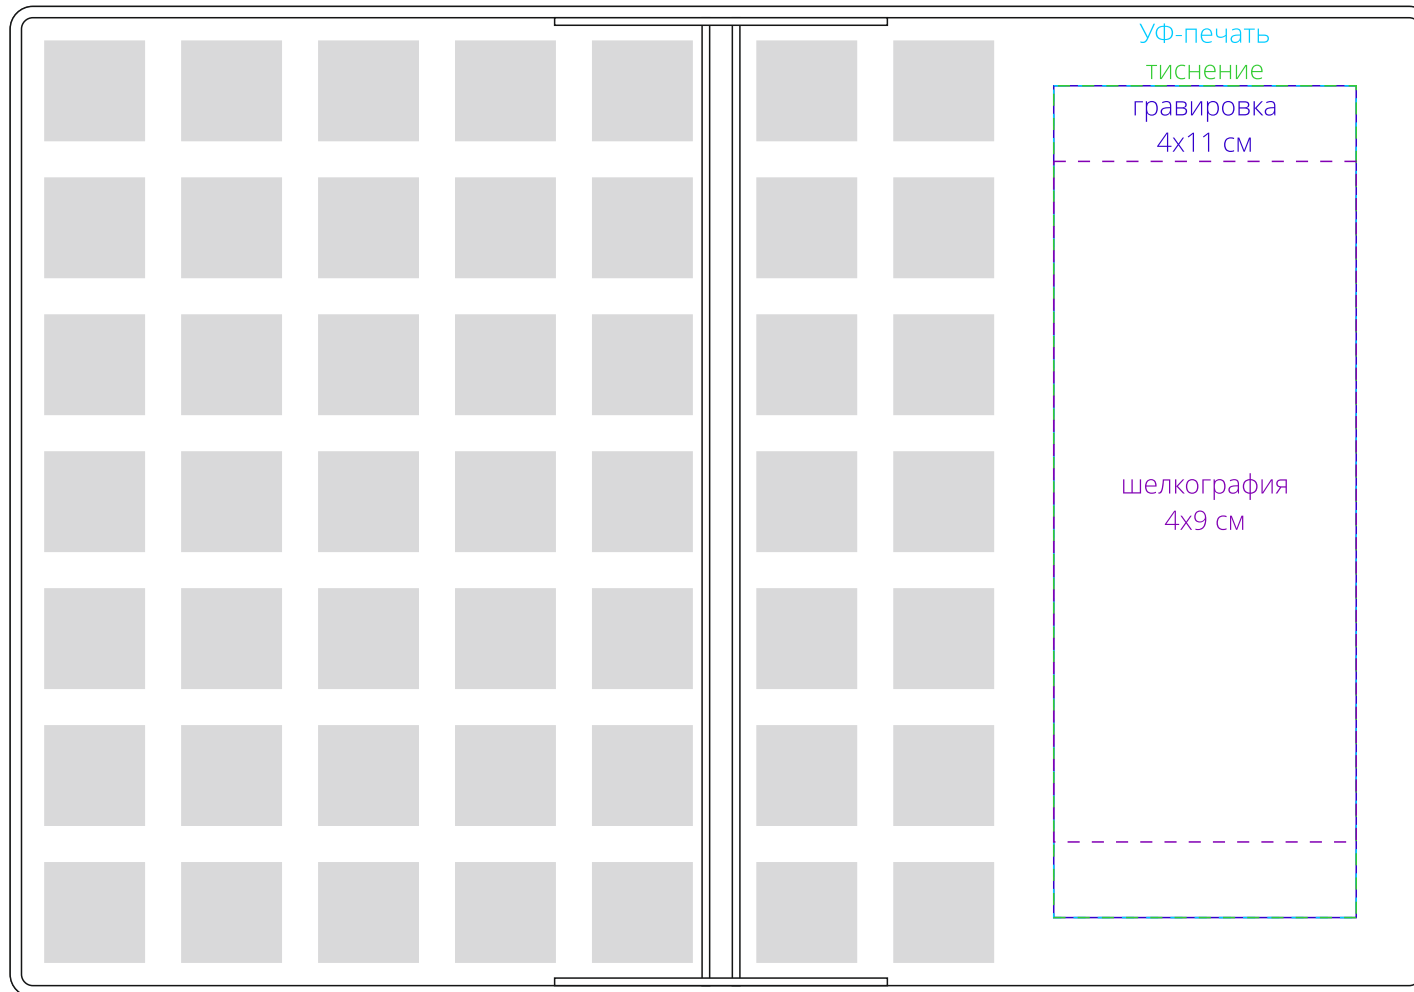 УФ-печать
тиснение
гравировка
4х11 см
шелкография
4х9 см